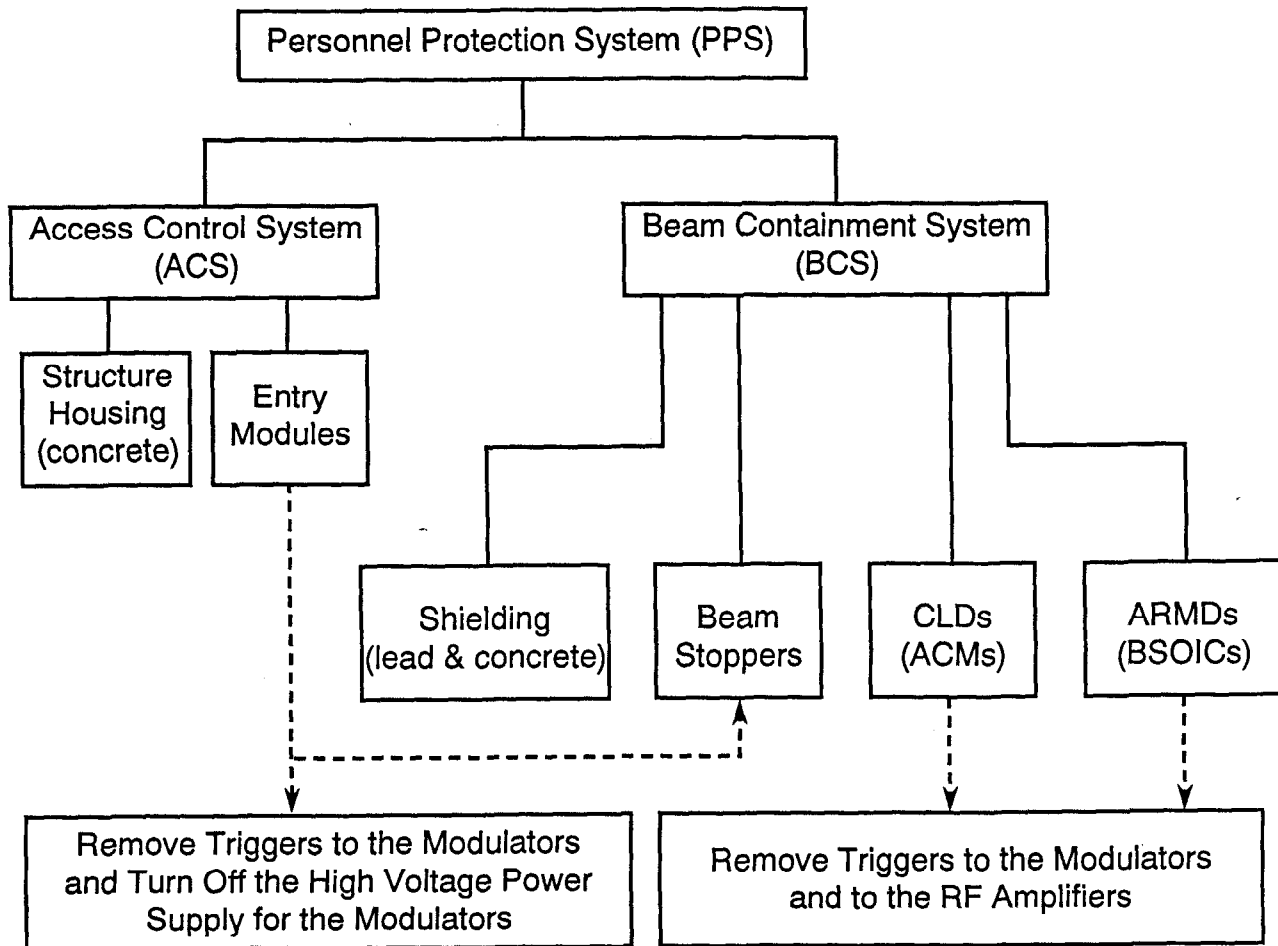 Personnel Protection System (PPS)
Access Control System
(ACS)
Beam Containment System
(BCS)
Structure
Housing
(concrete)
Entry
Modules
Shielding
(lead & concrete)
Beam
Stoppers
CLDs
(ACMs)
ARMDs
(BSOICs)
Remove Triggers to the Modulators
and Turn Off the High Voltage Power
Supply for the Modulators
Remove Triggers to the Modulators
and to the RF Amplifiers